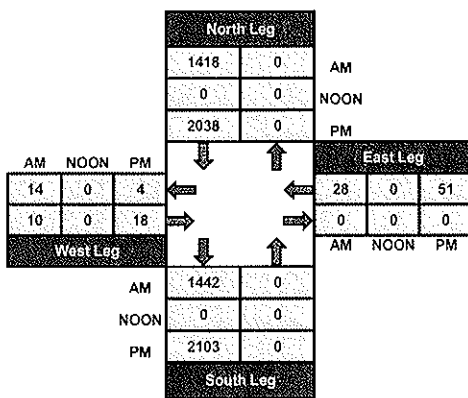 North Leg
1418 0 AM
0 0 NOON
2038 0 PM
AM NOON PM
14 0 4
10 0 18
West Leg
East Leg
28 0 51
0 0 0
AM NOON PM
AM 1442 0
NOON 0 0
PM 2103 0
South Leg